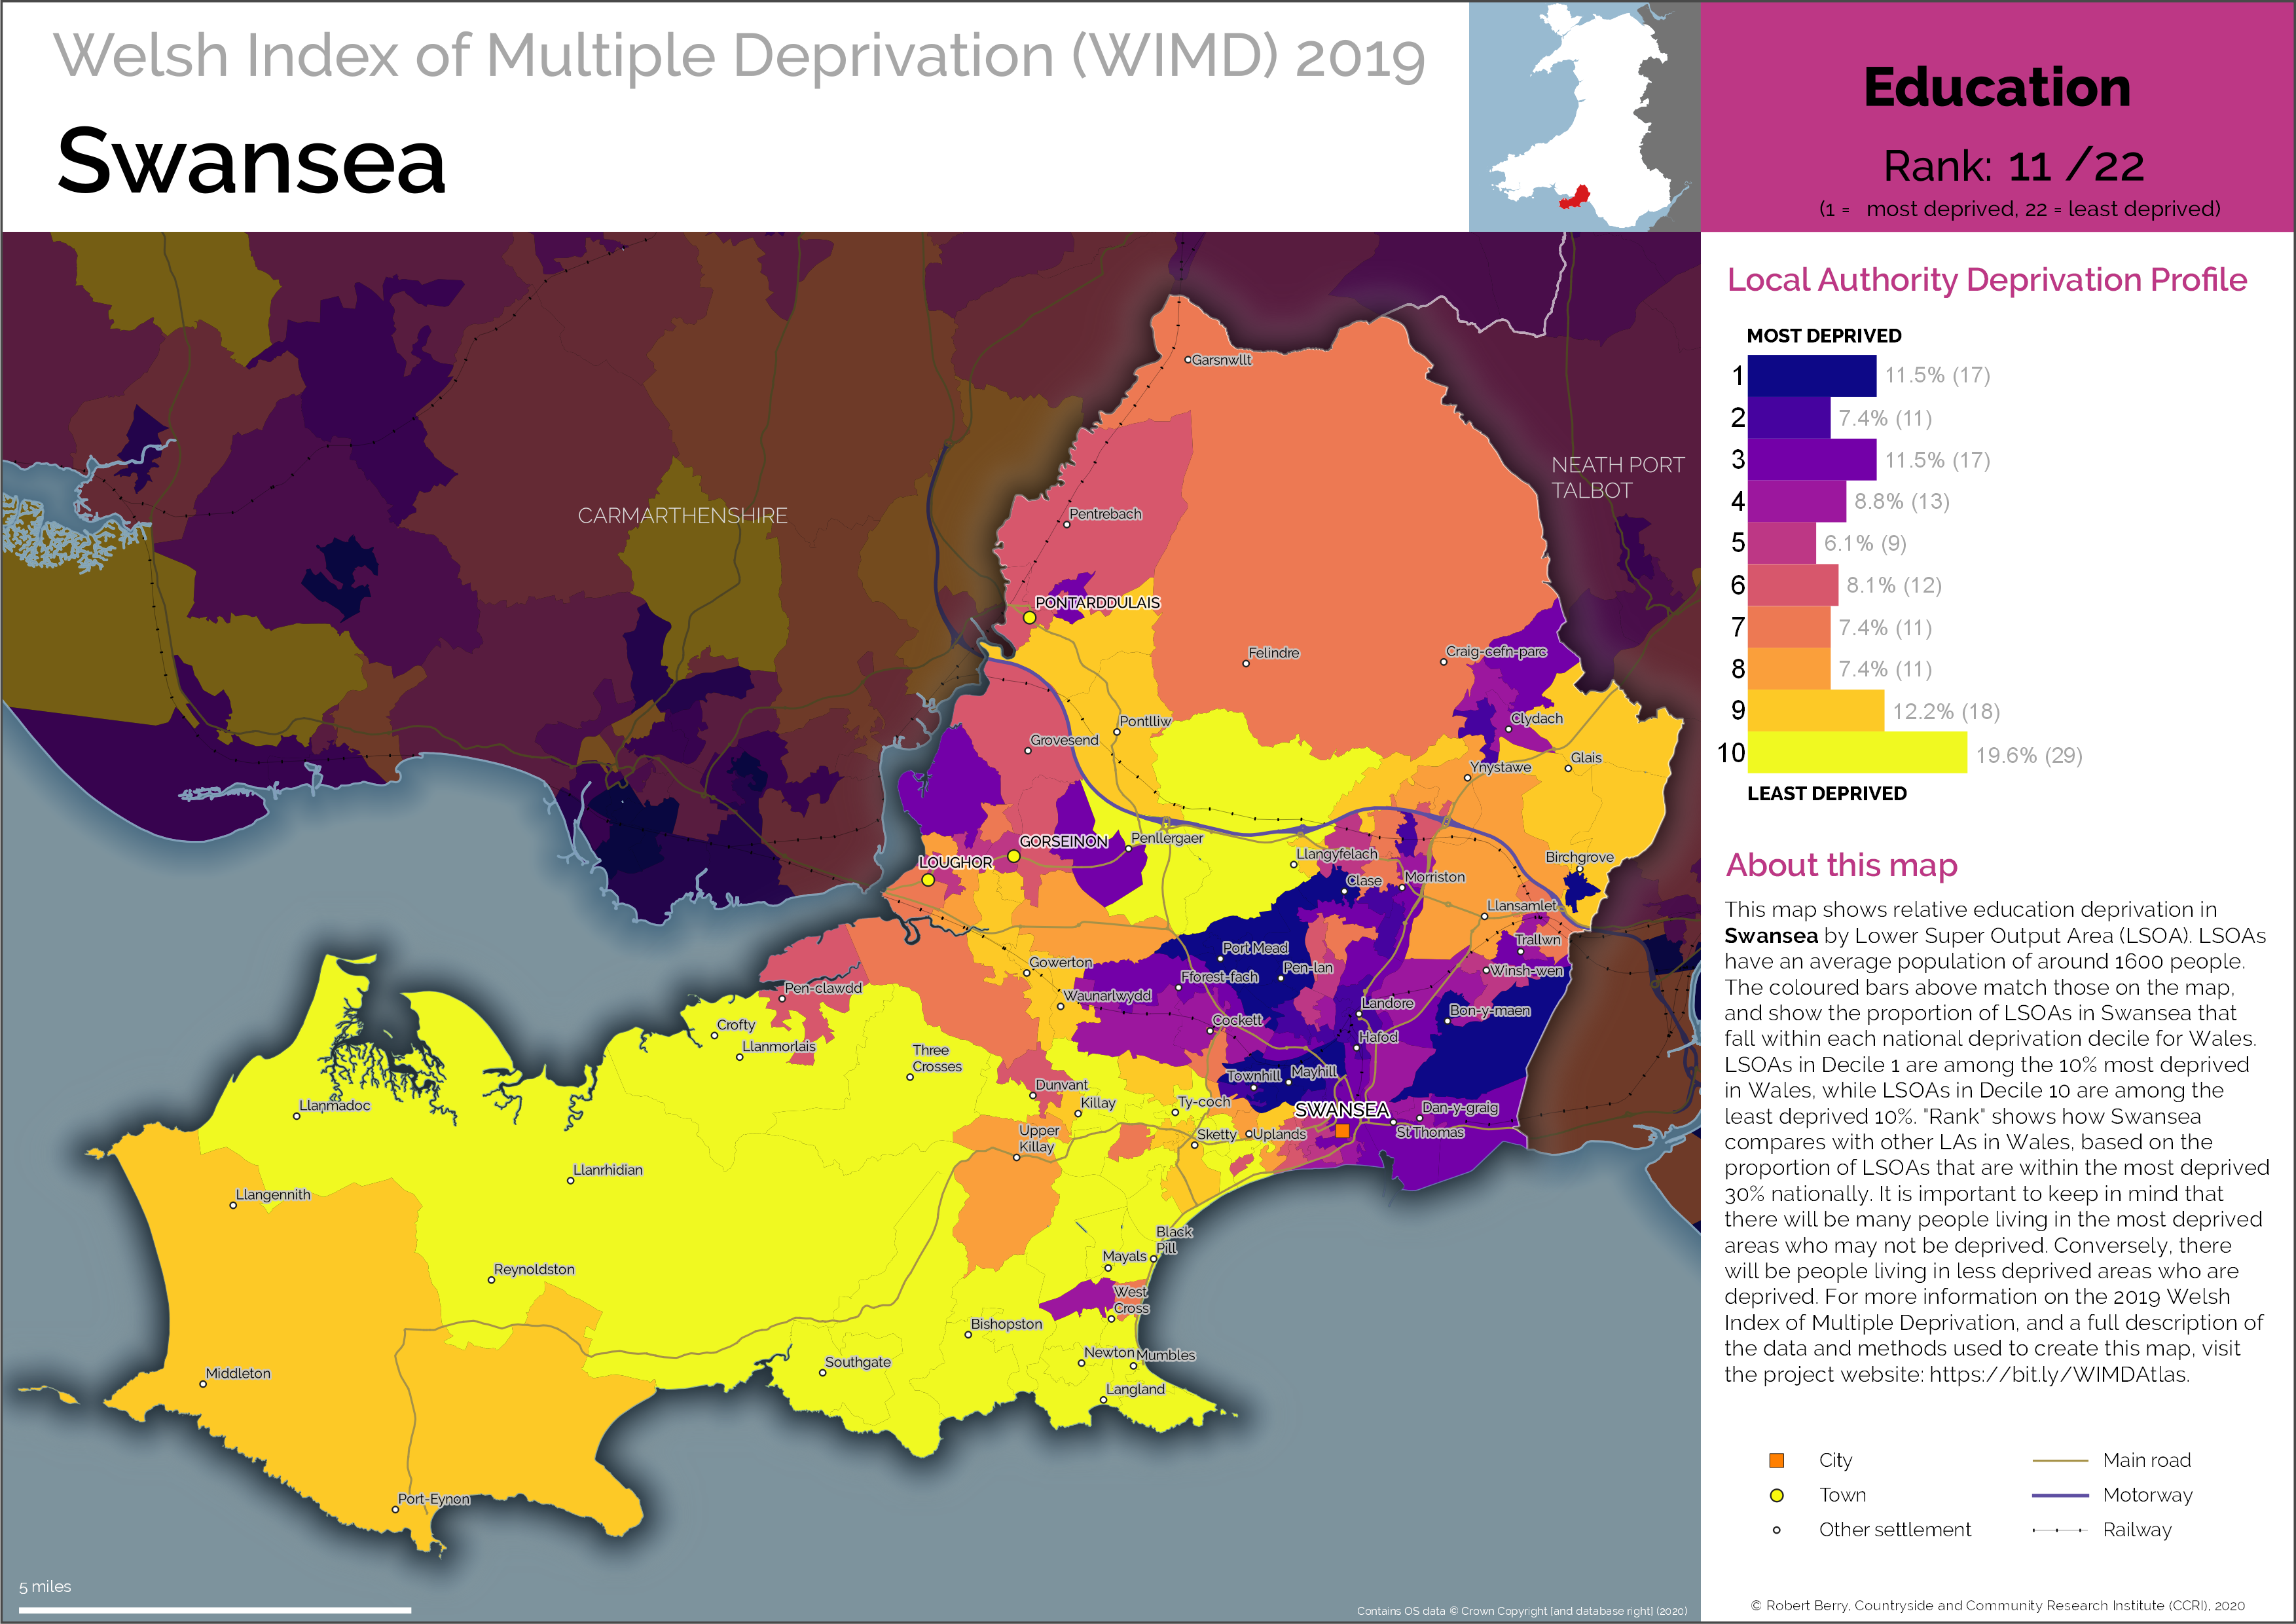 Welsh Index of Multiple Deprivation (WIMD) 2019
Swansea
Education
Rank: 11 /22
(1 = most deprived, 22 = least deprived)
Local Authority Deprivation Profile
MOST DEPRIVED
1 11.5% (17)
2 7.4% (11)
3 11.5% (17)
4 8.8% (13)
5 6.1% (9)
6 8.1% (12)
7 7.4% (11)
8 7.4% (11)
9 12.2% (18)
10 19.6% (29)
LEAST DEPRIVED
About this map
This map shows relative education deprivation in
Swansea by Lower Super Output Area (LSOA). LSOAs
have an average population of around 1600 people.
The coloured bars above match those on the map,
and show the proportion of LSOAs in Swansea that
fall within each national deprivation decile for Wales.
LSOAs in Decile 1 are among the 10% most deprived
in Wales, while LSOAs in Decile 10 are among the
least deprived 10%. "Rank" shows how Swansea
compares with other LAs in Wales, based on the
proportion of LSOAs that are within the most deprived
30% nationally. It is important to keep in mind that
there will be many people living in the most deprived
areas who may not be deprived. Conversely, there
will be people living in less deprived areas who are
deprived. For more information on the 2019 Welsh
Index of Multiple Deprivation, and a full description of
the data and methods used to create this map, visit
the project website: https://bit.ly/WIMDAtlas.
City
Main road
Town
Motorway
Other settlement
Railway
© Robert Berry, Countryside and Community Research Institute (CCRI), 2020
Garsnwllt
NEATH PORT
TALBOT
CARMARTHENSHIRE
Pentrebach
PONTARDDULAIS
Felindre
Craig-cefn-parc
Pontlliw
Clydach
Grovesend
Glais
Ynystawe
GORSEINON
Penllergaer
LOUGHOR
Llangyfelach
Birchgrove
Clase
Morriston
Llansamlet
Port Mead
Trallwn
Gowerton
Pen-lan
Winsh-wen
Fforest-fach
Pen-clawdd
Waunarlwydd
Landore
Bon-y-maen
Crofty
Cockett
Hafod
Llanmorlais
Three
Crosses
Townhill
Mayhill
Dunvant
Llanmadoc
Killay
Ty-coch
SWANSEA
Dan-y-graig
Upper
Killay
Sketty
Uplands
St Thomas
Llanrhidian
Llangennith
Black
Pill
Mayals
Reynoldston
West
Cross
Bishopston
Newton
Mumbles
Southgate
Middleton
Langland
Port-Eynon
5 miles
Contains OS data © Crown Copyright [and database right] (2020)